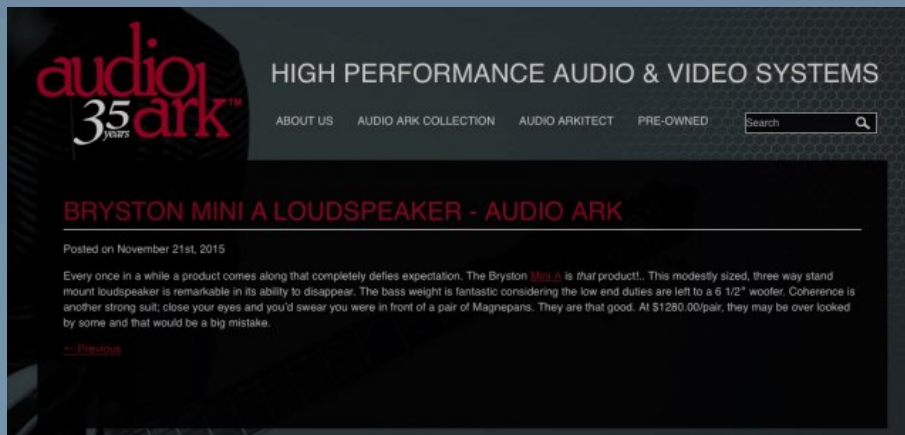 audio ark™
35 years
HIGH PERFORMANCE AUDIO & VIDEO SYSTEMS
ABOUT US AUDIO ARK COLLECTION AUDIO ARKITECT PRE-OWNED Search
BRYSTON MINI A LOUDSPEAKER - AUDIO ARK
Posted on November 21st, 2015
Every once in a while a product comes along that completely defies expectation. The Bryston Mini A is that product!.. This modestly sized, three way stand
mount loudspeaker is remarkable in its ability to disappear. The bass weight is fantastic considering the low end duties are left to a 6 1/2" woofer. Coherence is
another strong suit; close your eyes and you'd swear you were in front of a pair of Magnepans. They are that good. At $1280.00/pair, they may be over looked
by some and that would be a big mistake.
← Previous